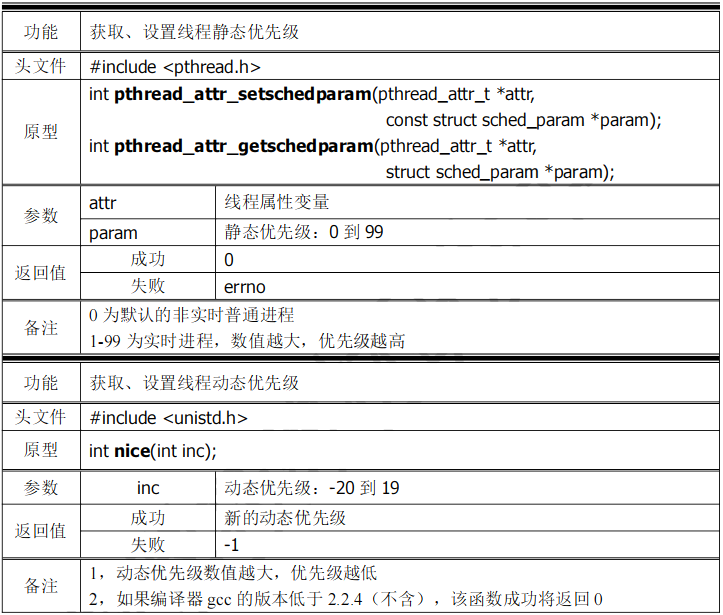 功能 获取、设置线程静态优先级
头文件 #include <pthread.h>
原型 int pthread_attr_setschedparam(pthread_attr_t *attr,
const struct sched_param *param);
int pthread_attr_getschedparam(pthread_attr_t *attr,
struct sched_param *param);
参数 attr 线程属性变量
param 静态优先级：0 到 99
返回值 成功 0
失败 errno
备注 0 为默认的非实时普通进程
1-99 为实时进程，数值越大，优先级越高
功能 获取、设置线程动态优先级
头文件 #include <unistd.h>
原型 int nice(int inc);
参数 inc 动态优先级：-20 到 19
返回值 成功 新的动态优先级
失败 -1
备注 1，动态优先级数值越大，优先级越低
2，如果编译器 gcc 的版本低于 2.2.4（不含），该函数成功将返回 0